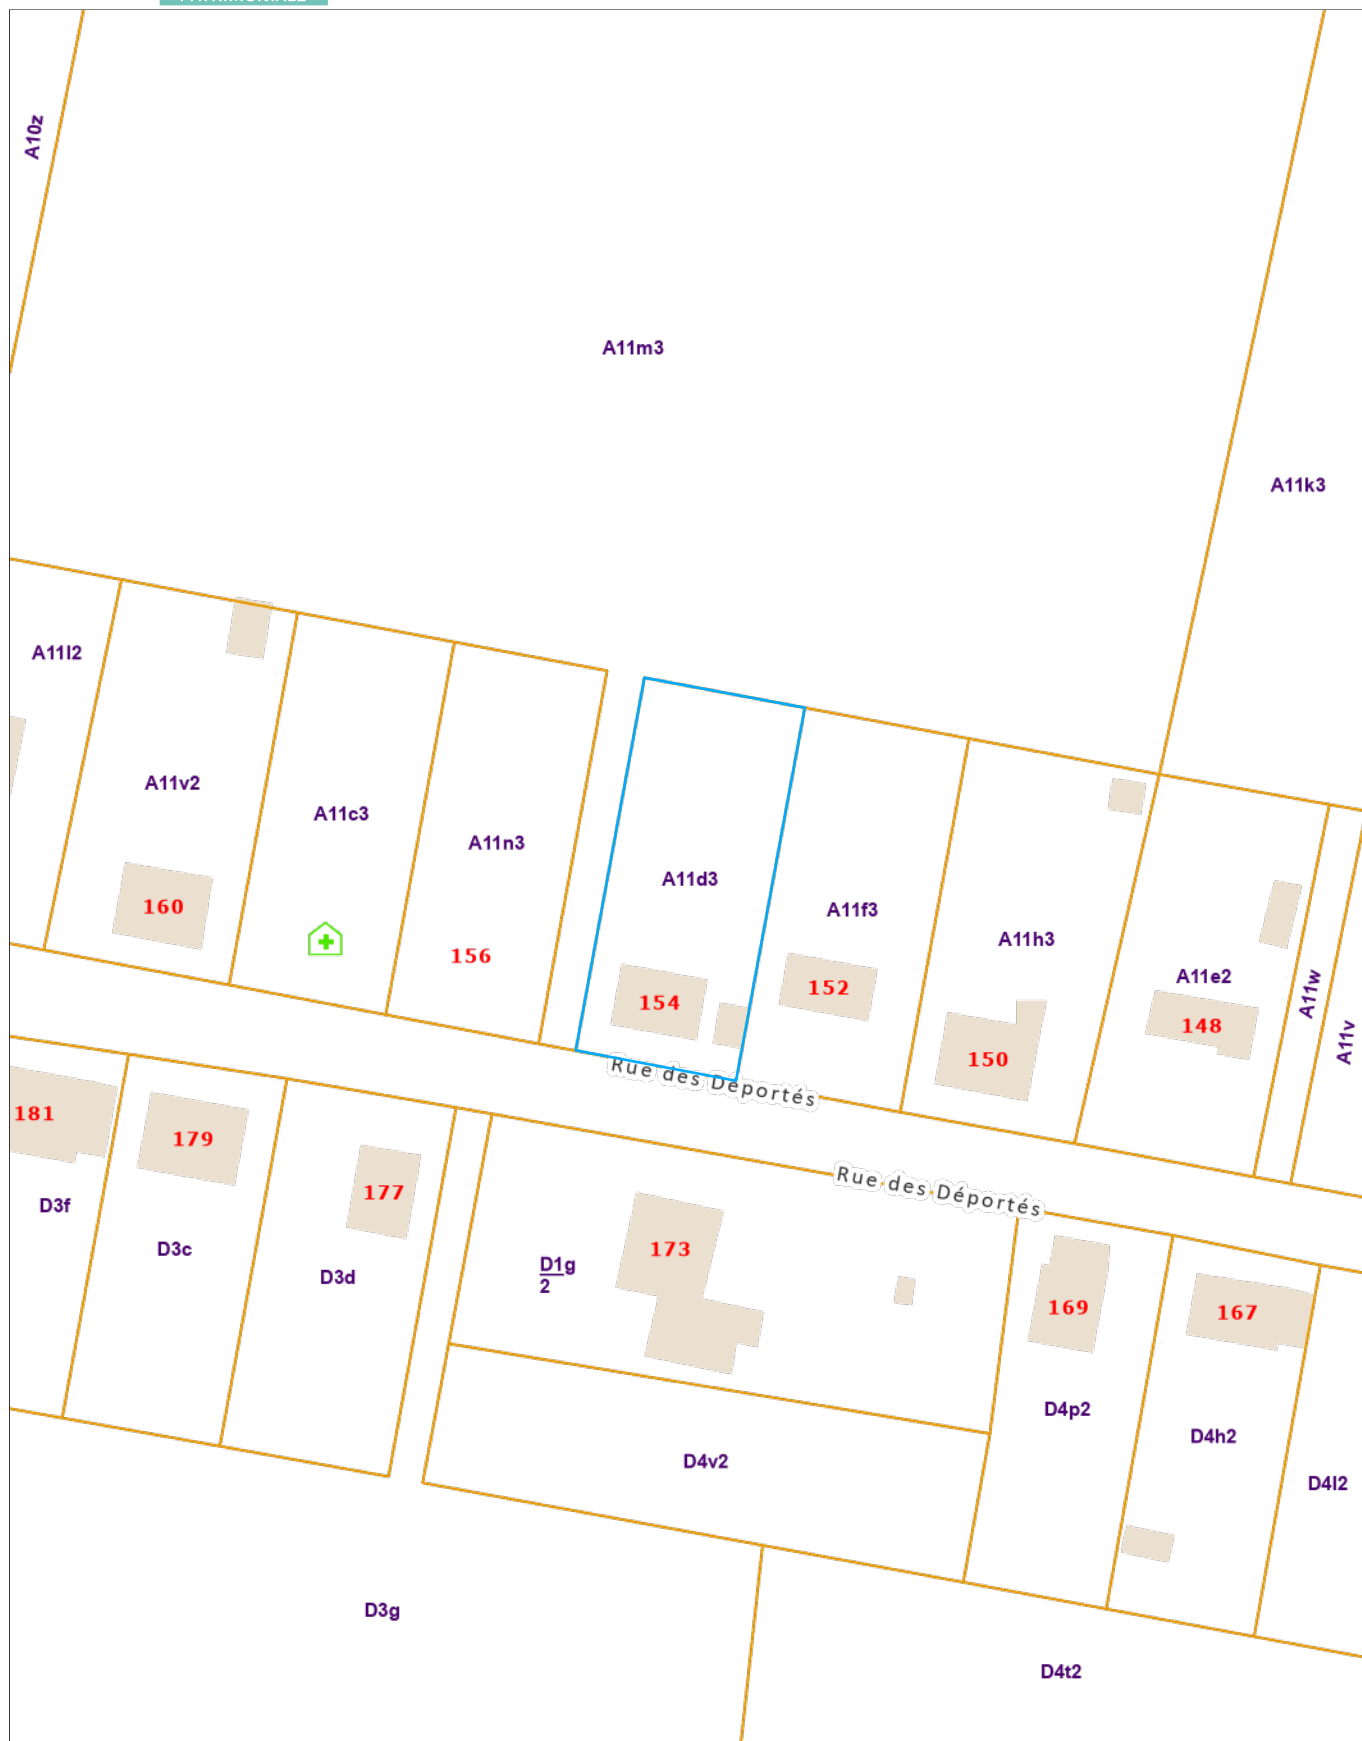 A10z
A11m3
A11k3
A11l2
A11v2
A11c3
A11n3
A11d3
A11f3
A11h3
A11e2
A11w
A11v
160
156
154
152
150
148
Rue des Déportés
Rue des Déportés
181
179
177
173
169
167
D3f
D3c
D3d
D1g
2
D4p2
D4h2
D4v2
D4l2
D3g
D4t2